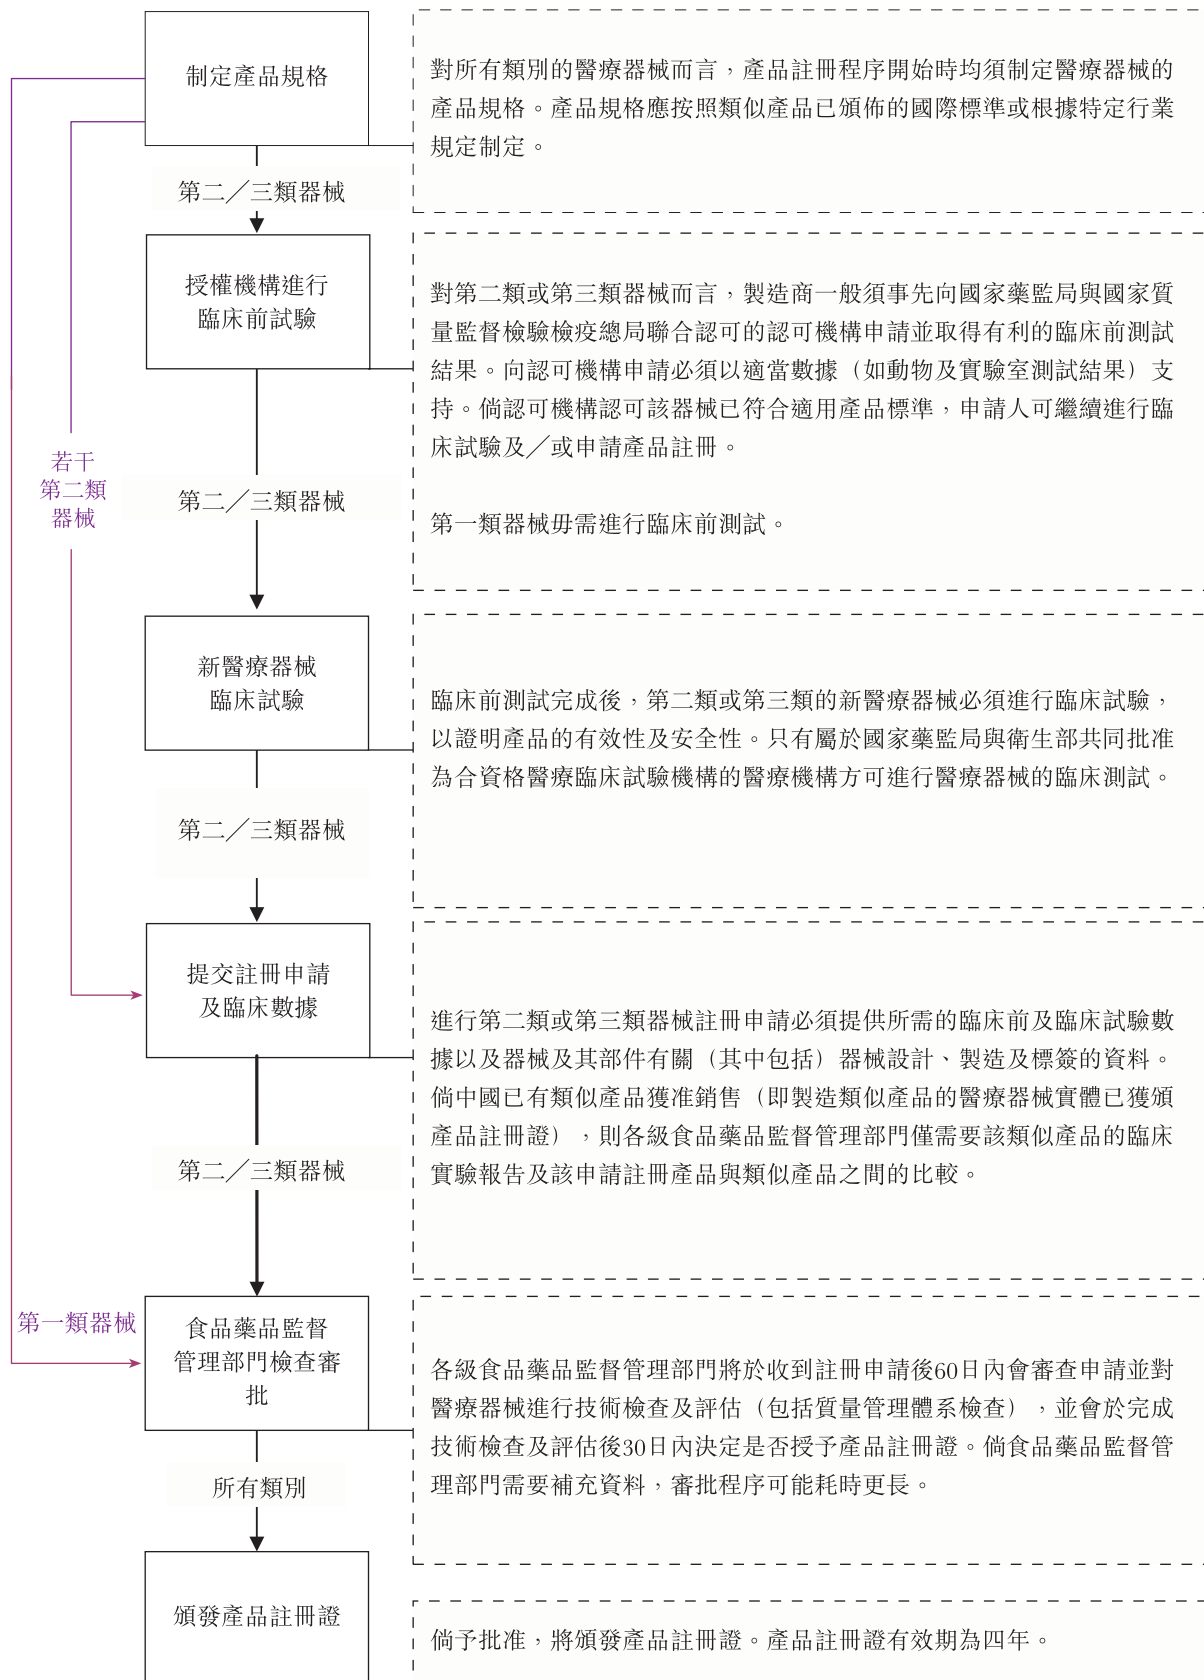 制定產品規格
對所有類別的醫療器械而言，產品註冊程序開始時均須制定醫療器械的
產品規格。產品規格應按照類似產品已頒佈的國際標準或根據特定行業
規定制定。
第二╱三類器械
授權機構進行
臨床前試驗
對第二類或第三類器械而言，製造商一般須事先向國家藥監局與國家質
量監督檢驗檢疫總局聯合認可的認可機構申請並取得有利的臨床前測試
結果。向認可機構申請必須以適當數據（如動物及實驗室測試結果）支
持。倘認可機構認可該器械已符合適用產品標準，申請人可繼續進行臨
床試驗及╱或申請產品註冊。
第一類器械毋需進行臨床前測試。
若干
第二類
器械
第二╱三類器械
新醫療器械
臨床試驗
臨床前測試完成後，第二類或第三類的新醫療器械必須進行臨床試驗，
以證明產品的有效性及安全性。只有屬於國家藥監局與衛生部共同批准
為合資格醫療臨床試驗機構的醫療機構方可進行醫療器械的臨床測試。
第二╱三類器械
提交註冊申請
及臨床數據
進行第二類或第三類器械註冊申請必須提供所需的臨床前及臨床試驗數
據以及器械及其部件有關（其中包括）器械設計、製造及標簽的資料。
倘中國已有類似產品獲准銷售（即製造類似產品的醫療器械實體已獲頒
產品註冊證），則各級食品藥品監督管理部門僅需要該類似產品的臨床
實驗報告及該申請註冊產品與類似產品之間的比較。
第二╱三類器械
第一類器械
食品藥品監督
管理部門檢查審
批
各級食品藥品監督管理部門將於收到註冊申請後60日內會審查申請並對
醫療器械進行技術檢查及評估（包括質量管理體系檢查），並會於完成
技術檢查及評估後30日內決定是否授予產品註冊證。倘食品藥品監督管
理部門需要補充資料，審批程序可能耗時更長。
所有類別
頒發產品註冊證
倘予批准，將頒發產品註冊證。產品註冊證有效期為四年。